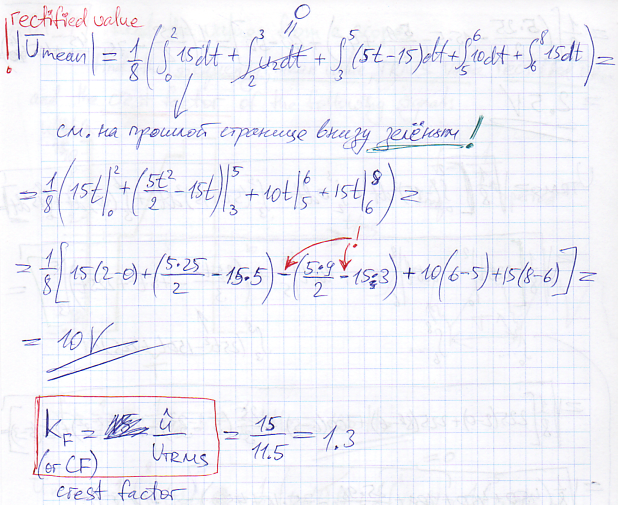 rectified value
! |Ūmean| = 1/8 (∫₀² 15dt + ∫₂³ u₂dt + ∫₃⁵ (5t-15)dt + ∫₅⁶ 10dt + ∫₆⁸ 15dt) =
0
см. на прошлой странице внизу зелёным!
= 1/8 (15t|₀² + (5t²/2 - 15t)|₃⁵ + 10t|₅⁶ + 15t|₆⁸) =
!
= 1/8 [15(2-0) + (5·25/2 - 15·5) - (5·9/2 - 15·3) + 10(6-5) + 15(8-6)] =
= 10V
K_F = û/U_TRMS = 15/11.5 = 1.3
(or CF)
crest factor